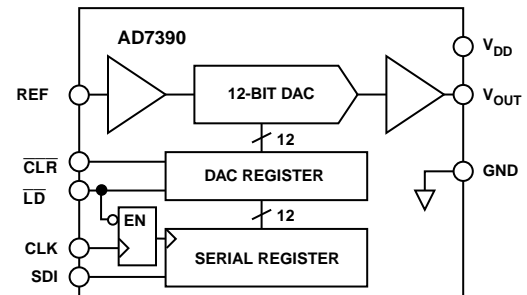 AD7390
V_DD
REF
12-BIT DAC
V_OUT
12
CLR
DAC REGISTER
GND
LD
12
EN
CLK
SERIAL REGISTER
SDI